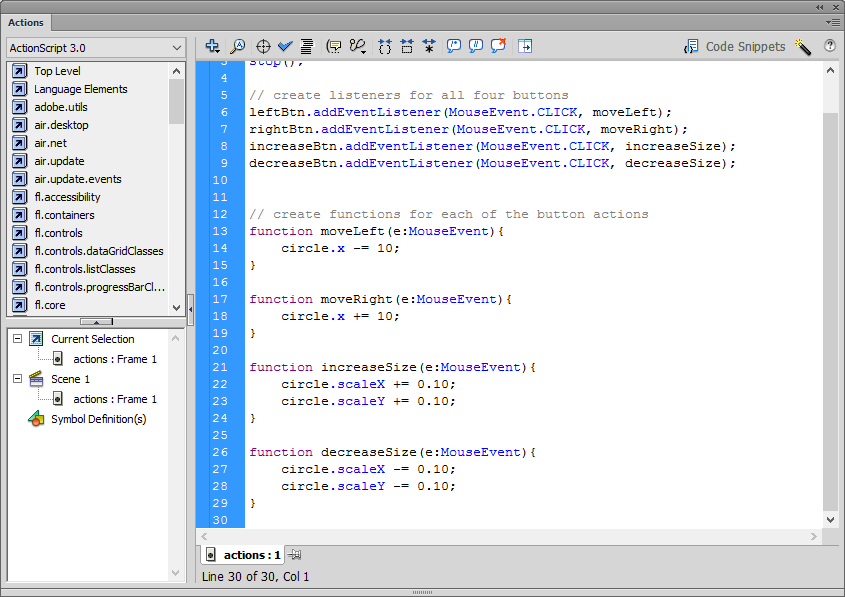 Actions
ActionScript 3.0
Code Snippets
Top Level
Language Elements
adobe.utils
air.desktop
air.net
air.update
air.update.events
fl.accessibility
fl.containers
fl.controls
fl.controls.dataGridClasses
fl.controls.listClasses
fl.controls.progressBarCl...
fl.core
Current Selection
actions : Frame 1
Scene 1
actions : Frame 1
Symbol Definition(s)
3 stop();
4
5 // create listeners for all four buttons
6 leftBtn.addEventListener(MouseEvent.CLICK, moveLeft);
7 rightBtn.addEventListener(MouseEvent.CLICK, moveRight);
8 increaseBtn.addEventListener(MouseEvent.CLICK, increaseSize);
9 decreaseBtn.addEventListener(MouseEvent.CLICK, decreaseSize);
10
11
12 // create functions for each of the button actions
13 function moveLeft(e:MouseEvent){
14     circle.x -= 10;
15 }
16
17 function moveRight(e:MouseEvent){
18     circle.x += 10;
19 }
20
21 function increaseSize(e:MouseEvent){
22     circle.scaleX += 0.10;
23     circle.scaleY += 0.10;
24 }
25
26 function decreaseSize(e:MouseEvent){
27     circle.scaleX -= 0.10;
28     circle.scaleY -= 0.10;
29 }
30
actions : 1
Line 30 of 30, Col 1